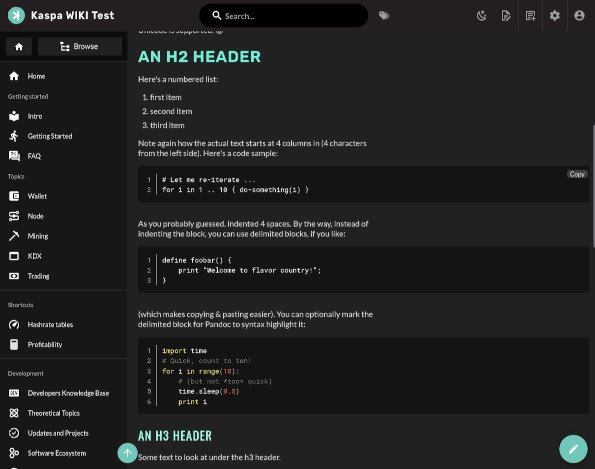 Kaspa WIKI Test
Search...
Browse
Home
Getting started
Intro
Getting Started
FAQ
Topics
Wallet
Node
Mining
KDX
Trading
Shortcuts
Hashrate tables
Profitability
Development
Developers Knowledge Base
Theoretical Topics
Updates and Projects
Software Ecosystem
AN H2 HEADER
Here's a numbered list:
1. first item
2. second item
3. third item
Note again how the actual text starts at 4 columns in (4 characters
from the left side). Here's a code sample:
Copy
1 # Let me re-iterate ...
2 for i in 1 .. 10 { do-something(i) }
As you probably guessed, indented 4 spaces. By the way, instead of
indenting the block, you can use delimited blocks, if you like:
1 define foobar() {
2     print "Welcome to flavor country!";
3 }
(which makes copying & pasting easier). You can optionally mark the
delimited block for Pandoc to syntax highlight it:
1 import time
2 # Quick, count to ten!
3 for i in range(10):
4     # (but not *too* quick)
5     time.sleep(0.5)
6     print i
AN H3 HEADER
Some text to look at under the h3 header.